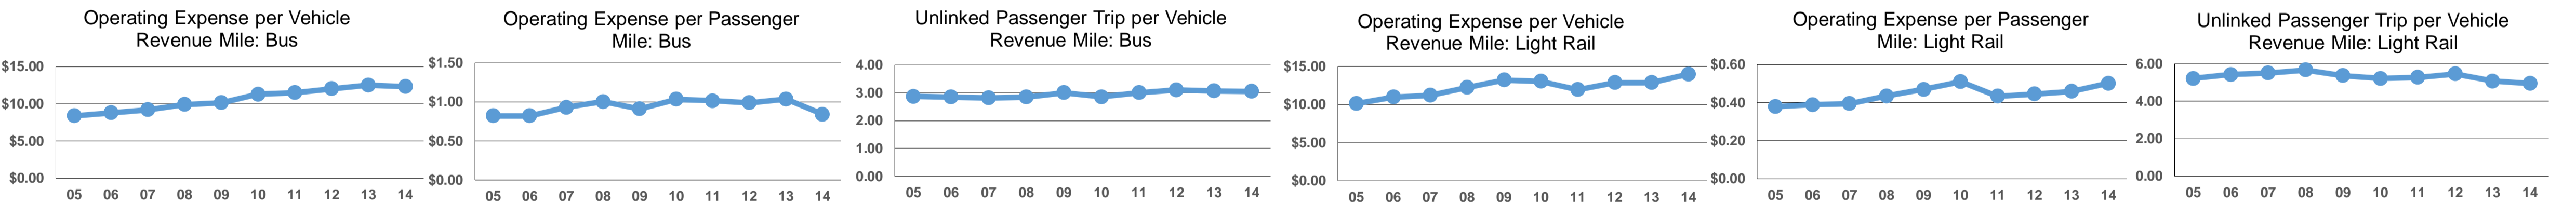 Operating Expense per Vehicle
Revenue Mile: Bus
$15.00
$10.00
$5.00
$0.00
05 06 07 08 09 10 11 12 13 14
Operating Expense per Passenger
Mile: Bus
$1.50
$1.00
$0.50
$0.00
05 06 07 08 09 10 11 12 13 14
Unlinked Passenger Trip per Vehicle
Revenue Mile: Bus
4.00
3.00
2.00
1.00
0.00
05 06 07 08 09 10 11 12 13 14
Operating Expense per Vehicle
Revenue Mile: Light Rail
$15.00
$10.00
$5.00
$0.00
05 06 07 08 09 10 11 12 13 14
Operating Expense per Passenger
Mile: Light Rail
$0.60
$0.40
$0.20
$0.00
05 06 07 08 09 10 11 12 13 14
Unlinked Passenger Trip per Vehicle
Revenue Mile: Light Rail
6.00
4.00
2.00
0.00
05 06 07 08 09 10 11 12 13 14